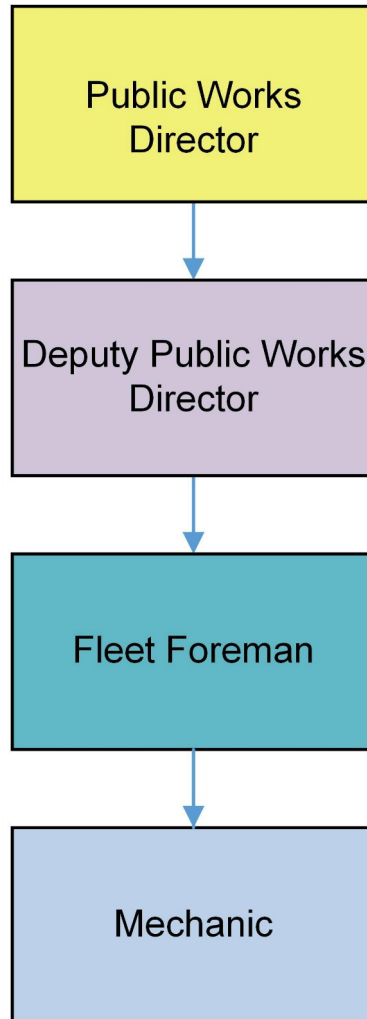 Public Works
Director
Deputy Public Works
Director
Fleet Foreman
Mechanic